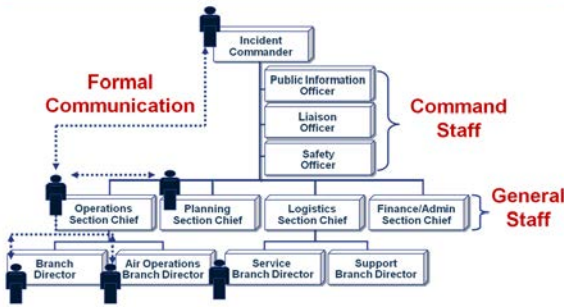 Incident
Commander
Formal
Communication
Public Information
Officer
Liaison
Officer
Safety
Officer
Command
Staff
Operations
Section Chief
Planning
Section Chief
Logistics
Section Chief
Finance/Admin
Section Chief
General
Staff
Branch
Director
Air Operations
Branch Director
Service
Branch Director
Support
Branch Director